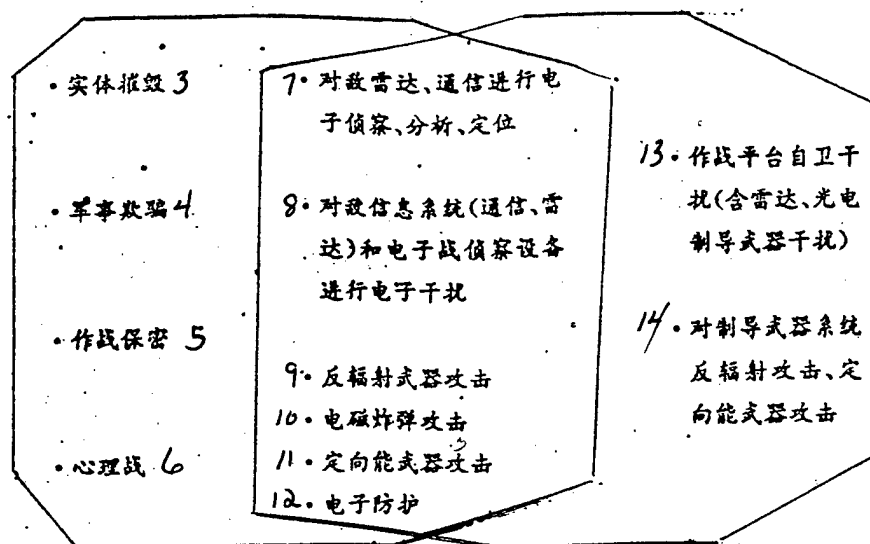 • 实体摧毁 3
• 军事欺骗 4
• 作战保密 5
• 心理战 6
7• 对敌雷达、通信进行电
子侦察、分析、定位
8• 对敌信息系统(通信、雷
达)和电子战侦察设备
进行电子干扰
9• 反辐射武器攻击
10• 电磁炸弹攻击
11• 定向能武器攻击
12• 电子防护
13• 作战平台自卫干
扰(含雷达、光电
制导武器干扰)
14• 对制导武器系统
反辐射攻击、定
向能武器攻击